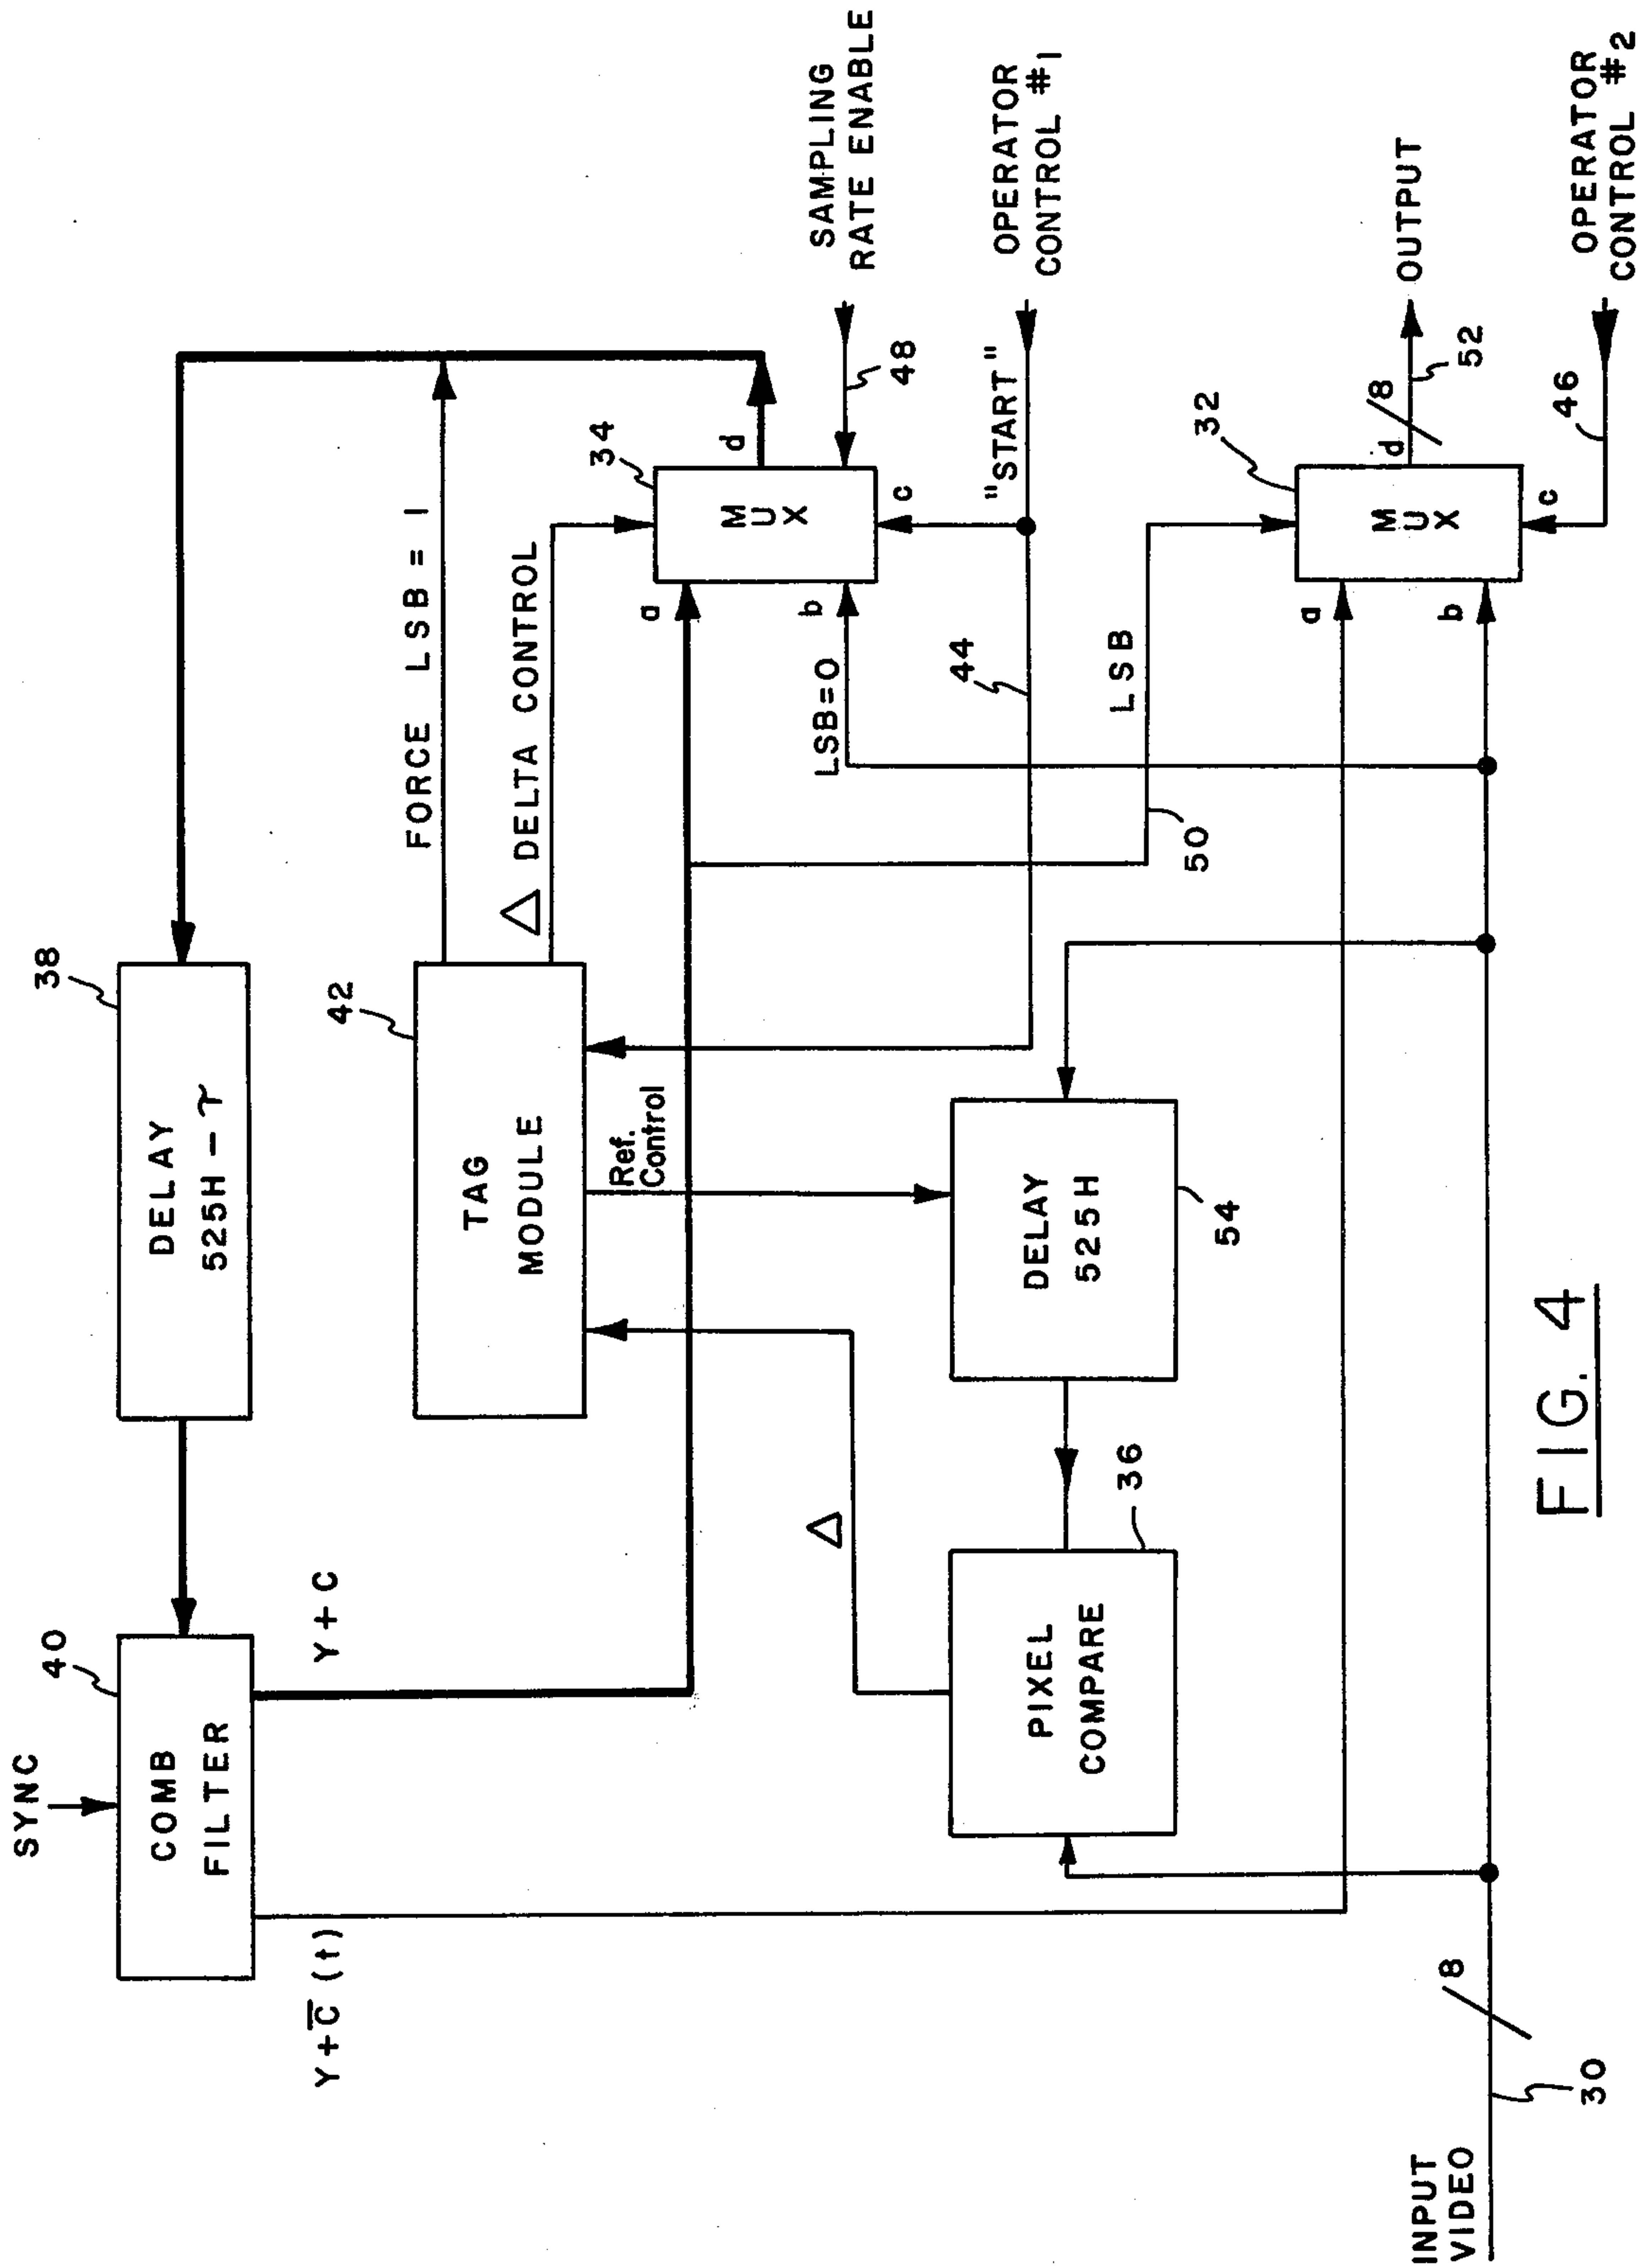 SYNC
40
COMB
FILTER
DELAY
525H - τ
38
Y + C
Y + C̅ (t)
FORCE LSB = 1
42
TAG
MODULE
△ DELTA CONTROL
Ref.
Control
34
MUX
a
b
c
d
LSB=0
SAMPLING
RATE ENABLE
48
OPERATOR
CONTROL #1
"START"
44
△
PIXEL
COMPARE
36
DELAY
525H
54
LSB
50
32
MUX
a
b
c
d
8
OUTPUT
52
46
OPERATOR
CONTROL #2
INPUT
VIDEO
30
8
FIG. 4